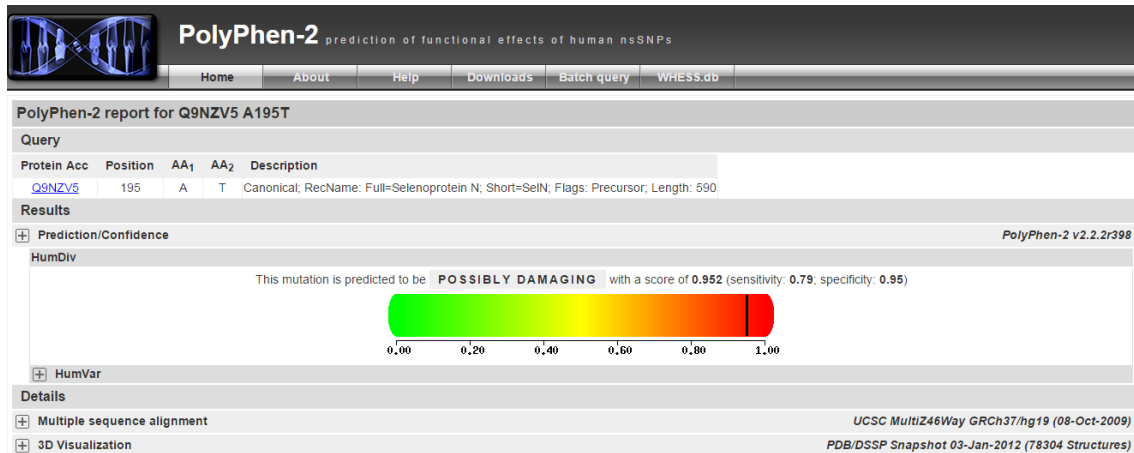 PolyPhen-2 prediction of functional effects of human nsSNPs
Home About Help Downloads Batch query WHESS.db
PolyPhen-2 report for Q9NZV5 A195T
Query
Protein Acc Position AA1 AA2 Description
Q9NZV5 195 A T Canonical; RecName: Full=Selenoprotein N; Short=SelN; Flags: Precursor; Length: 590
Results
Prediction/Confidence PolyPhen-2 v2.2.2r398
HumDiv
This mutation is predicted to be POSSIBLY DAMAGING with a score of 0.952 (sensitivity: 0.79; specificity: 0.95)
0.00 0.20 0.40 0.60 0.80 1.00
HumVar
Details
Multiple sequence alignment UCSC MultiZ46Way GRCh37/hg19 (08-Oct-2009)
3D Visualization PDB/DSSP Snapshot 03-Jan-2012 (78304 Structures)